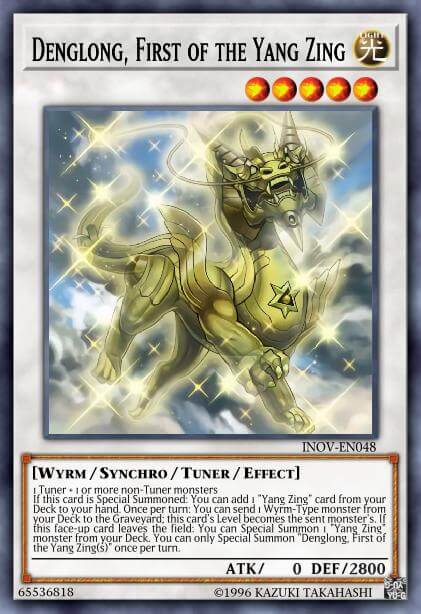 DENGLONG, FIRST OF THE YANG ZING
LIGHT
光
INOV-EN048
[WYRM / SYNCHRO / TUNER / EFFECT]
1 Tuner + 1 or more non-Tuner monsters
If this card is Special Summoned: You can add 1 "Yang Zing" card from your
Deck to your hand. Once per turn: You can send 1 Wyrm-Type monster from
your Deck to the Graveyard; this card's Level becomes the sent monster's. If
this face-up card leaves the field: You can Special Summon 1 "Yang Zing"
monster from your Deck. You can only Special Summon "Denglong, First of
the Yang Zing(s)" once per turn.
ATK/ 0 DEF/2800
65536818
©1996 KAZUKI TAKAHASHI